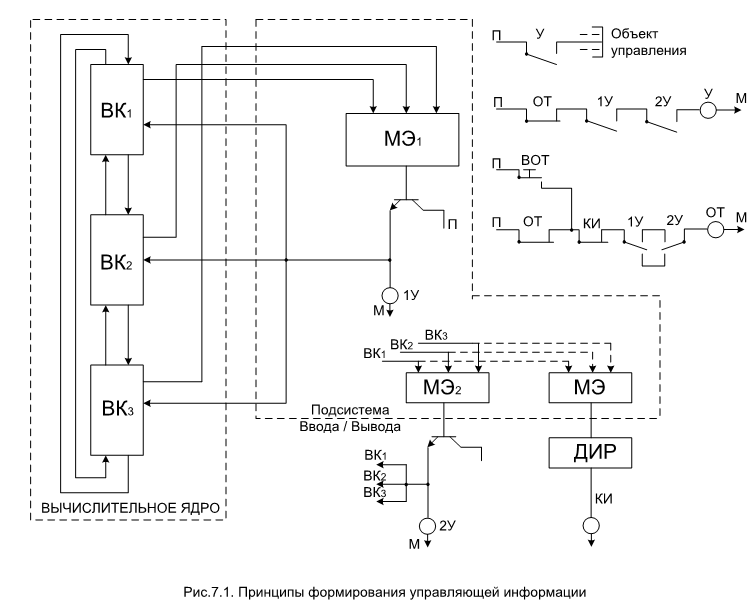 П
У
Объект
управления
ВК1
МЭ1
П
ОТ
1У
2У
У
М
П
ВОТ
П
ОТ
КИ
1У
2У
ОТ
М
П
ВК2
1У
М
ВК3
ВК2
ВК1
ВК3
МЭ2
МЭ
Подсистема
Ввода / Вывода
ДИР
ВК1
ВК2
ВК3
КИ
2У
М
ВЫЧИСЛИТЕЛЬНОЕ ЯДРО
Рис.7.1. Принципы формирования управляющей информации